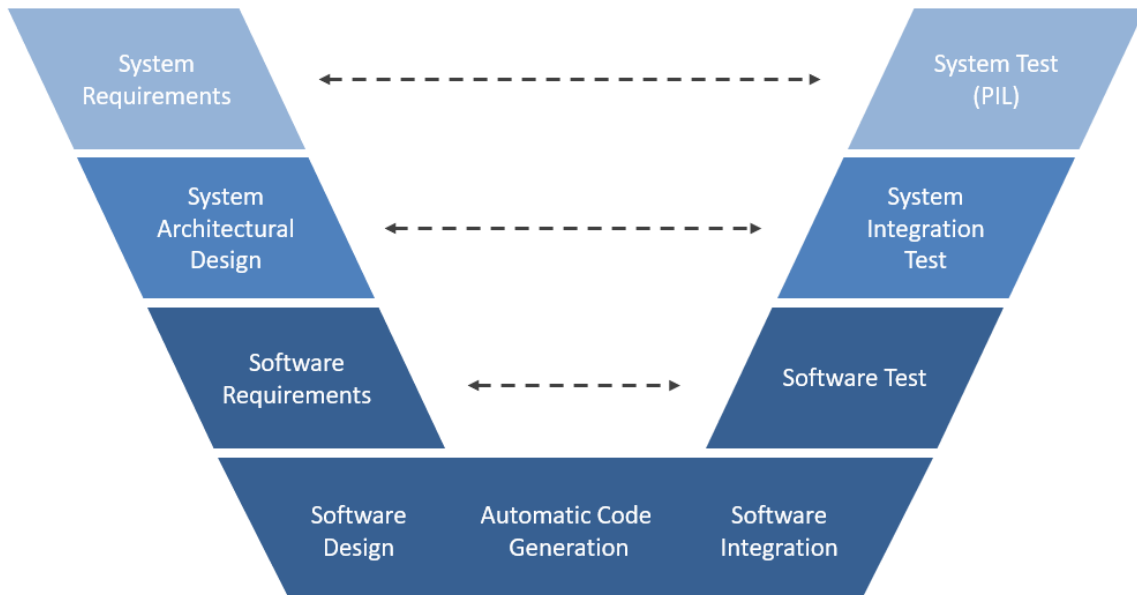 System
Requirements
System Test
(PIL)
System
Architectural
Design
System
Integration
Test
Software
Requirements
Software Test
Software
Design
Automatic Code
Generation
Software
Integration